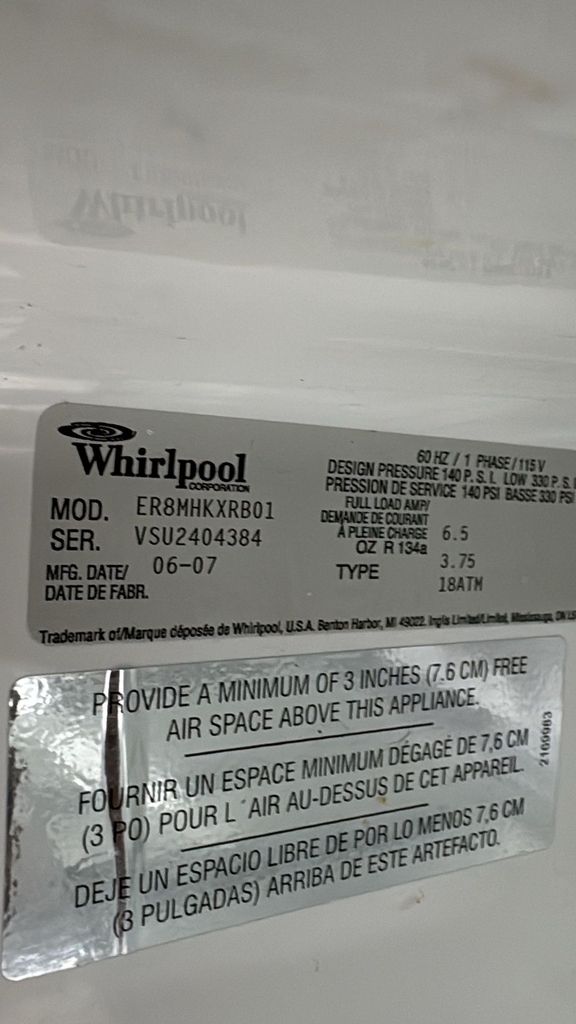 Whirlpool
CORPORATION
MOD. ER8MHKXRB01
SER. VSU2404384
MFG. DATE/ 06-07
DATE DE FABR.
60 HZ / 1 PHASE / 115 V
DESIGN PRESSURE 140 P. S. I. LOW 330 P. S. I
PRESSION DE SERVICE 140 PSI BASSE 330 PSI
FULL LOAD AMP/
DEMANDE DE COURANT
A PLEINE CHARGE 6.5
OZ R 134a 3.75
TYPE 18ATM
Trademark of/Marque déposée de Whirlpool, U.S.A. Benton Harbor, MI 49022. Inglis Limited/Limitee, Mississauga, ON
PROVIDE A MINIMUM OF 3 INCHES (7.6 CM) FREE
AIR SPACE ABOVE THIS APPLIANCE.
FOURNIR UN ESPACE MINIMUM DÉGAGÉ DE 7,6 CM
(3 PO) POUR L´AIR AU-DESSUS DE CET APPAREIL.
DEJE UN ESPACIO LIBRE DE POR LO MENOS 7,6 CM
(3 PULGADAS) ARRIBA DE ESTE ARTEFACTO.
2169983